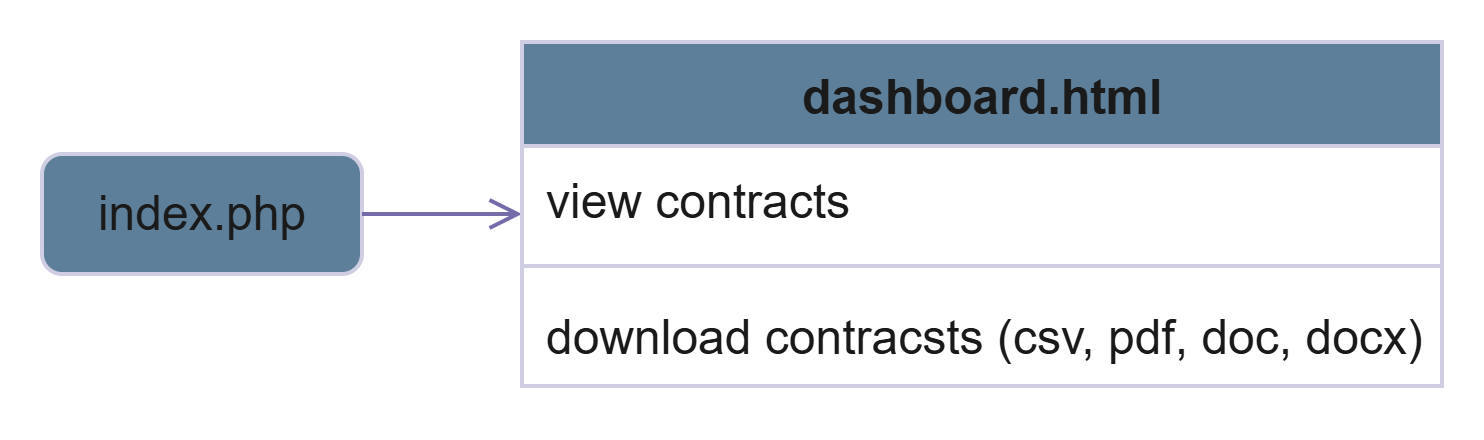 dashboard.html
index.php
view contracts
download contracsts (csv, pdf, doc, docx)